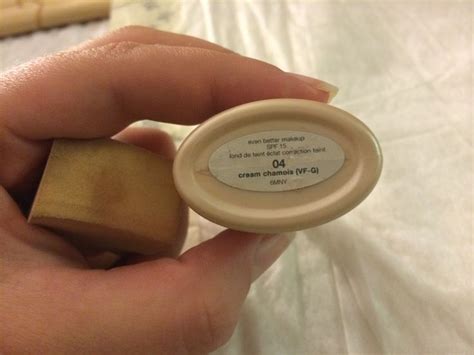 even better makeup
SPF 15
fond de teint éclat correction teint
04
cream chamois (VF-G)
6MNY